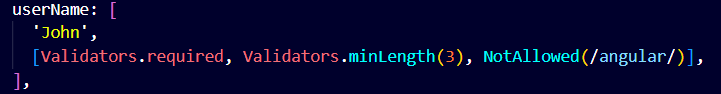 userName: [
'John',
[Validators.required, Validators.minLength(3), NotAllowed(/angular/)],
],